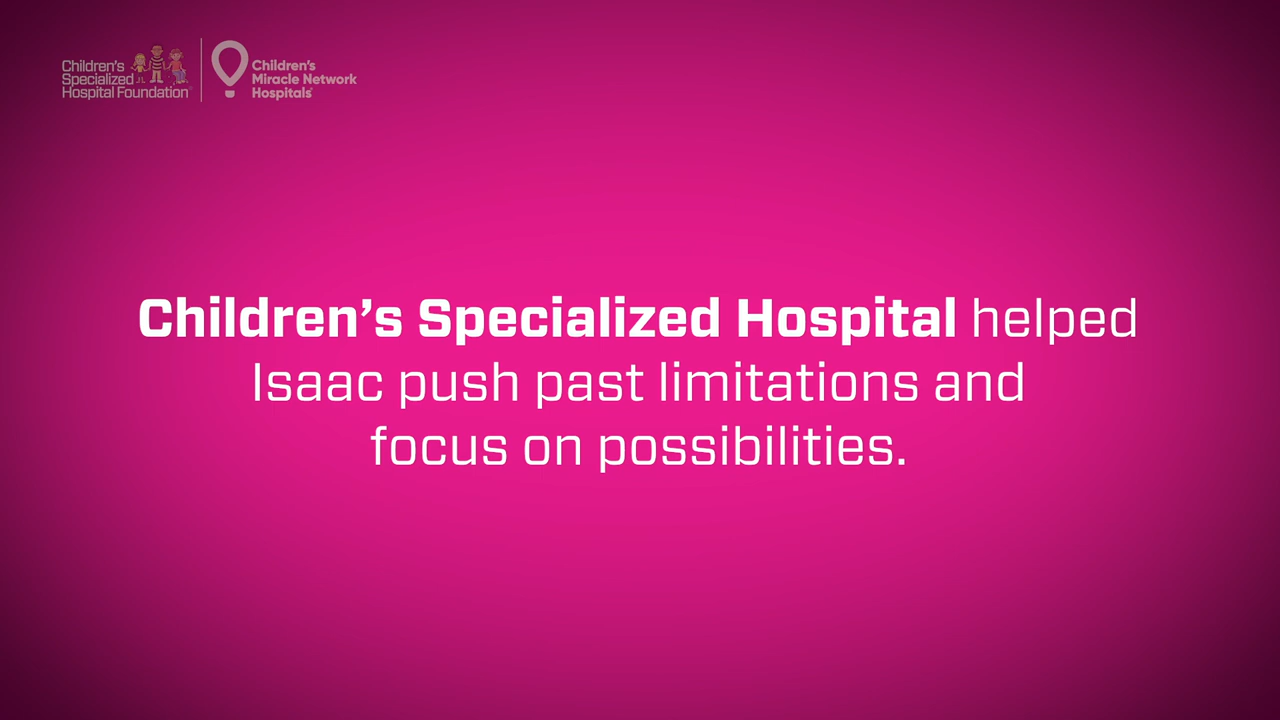 Children's
Specialized
Hospital Foundation
Children's
Miracle Network
Hospitals
Children’s Specialized Hospital helped
Isaac push past limitations and
focus on possibilities.